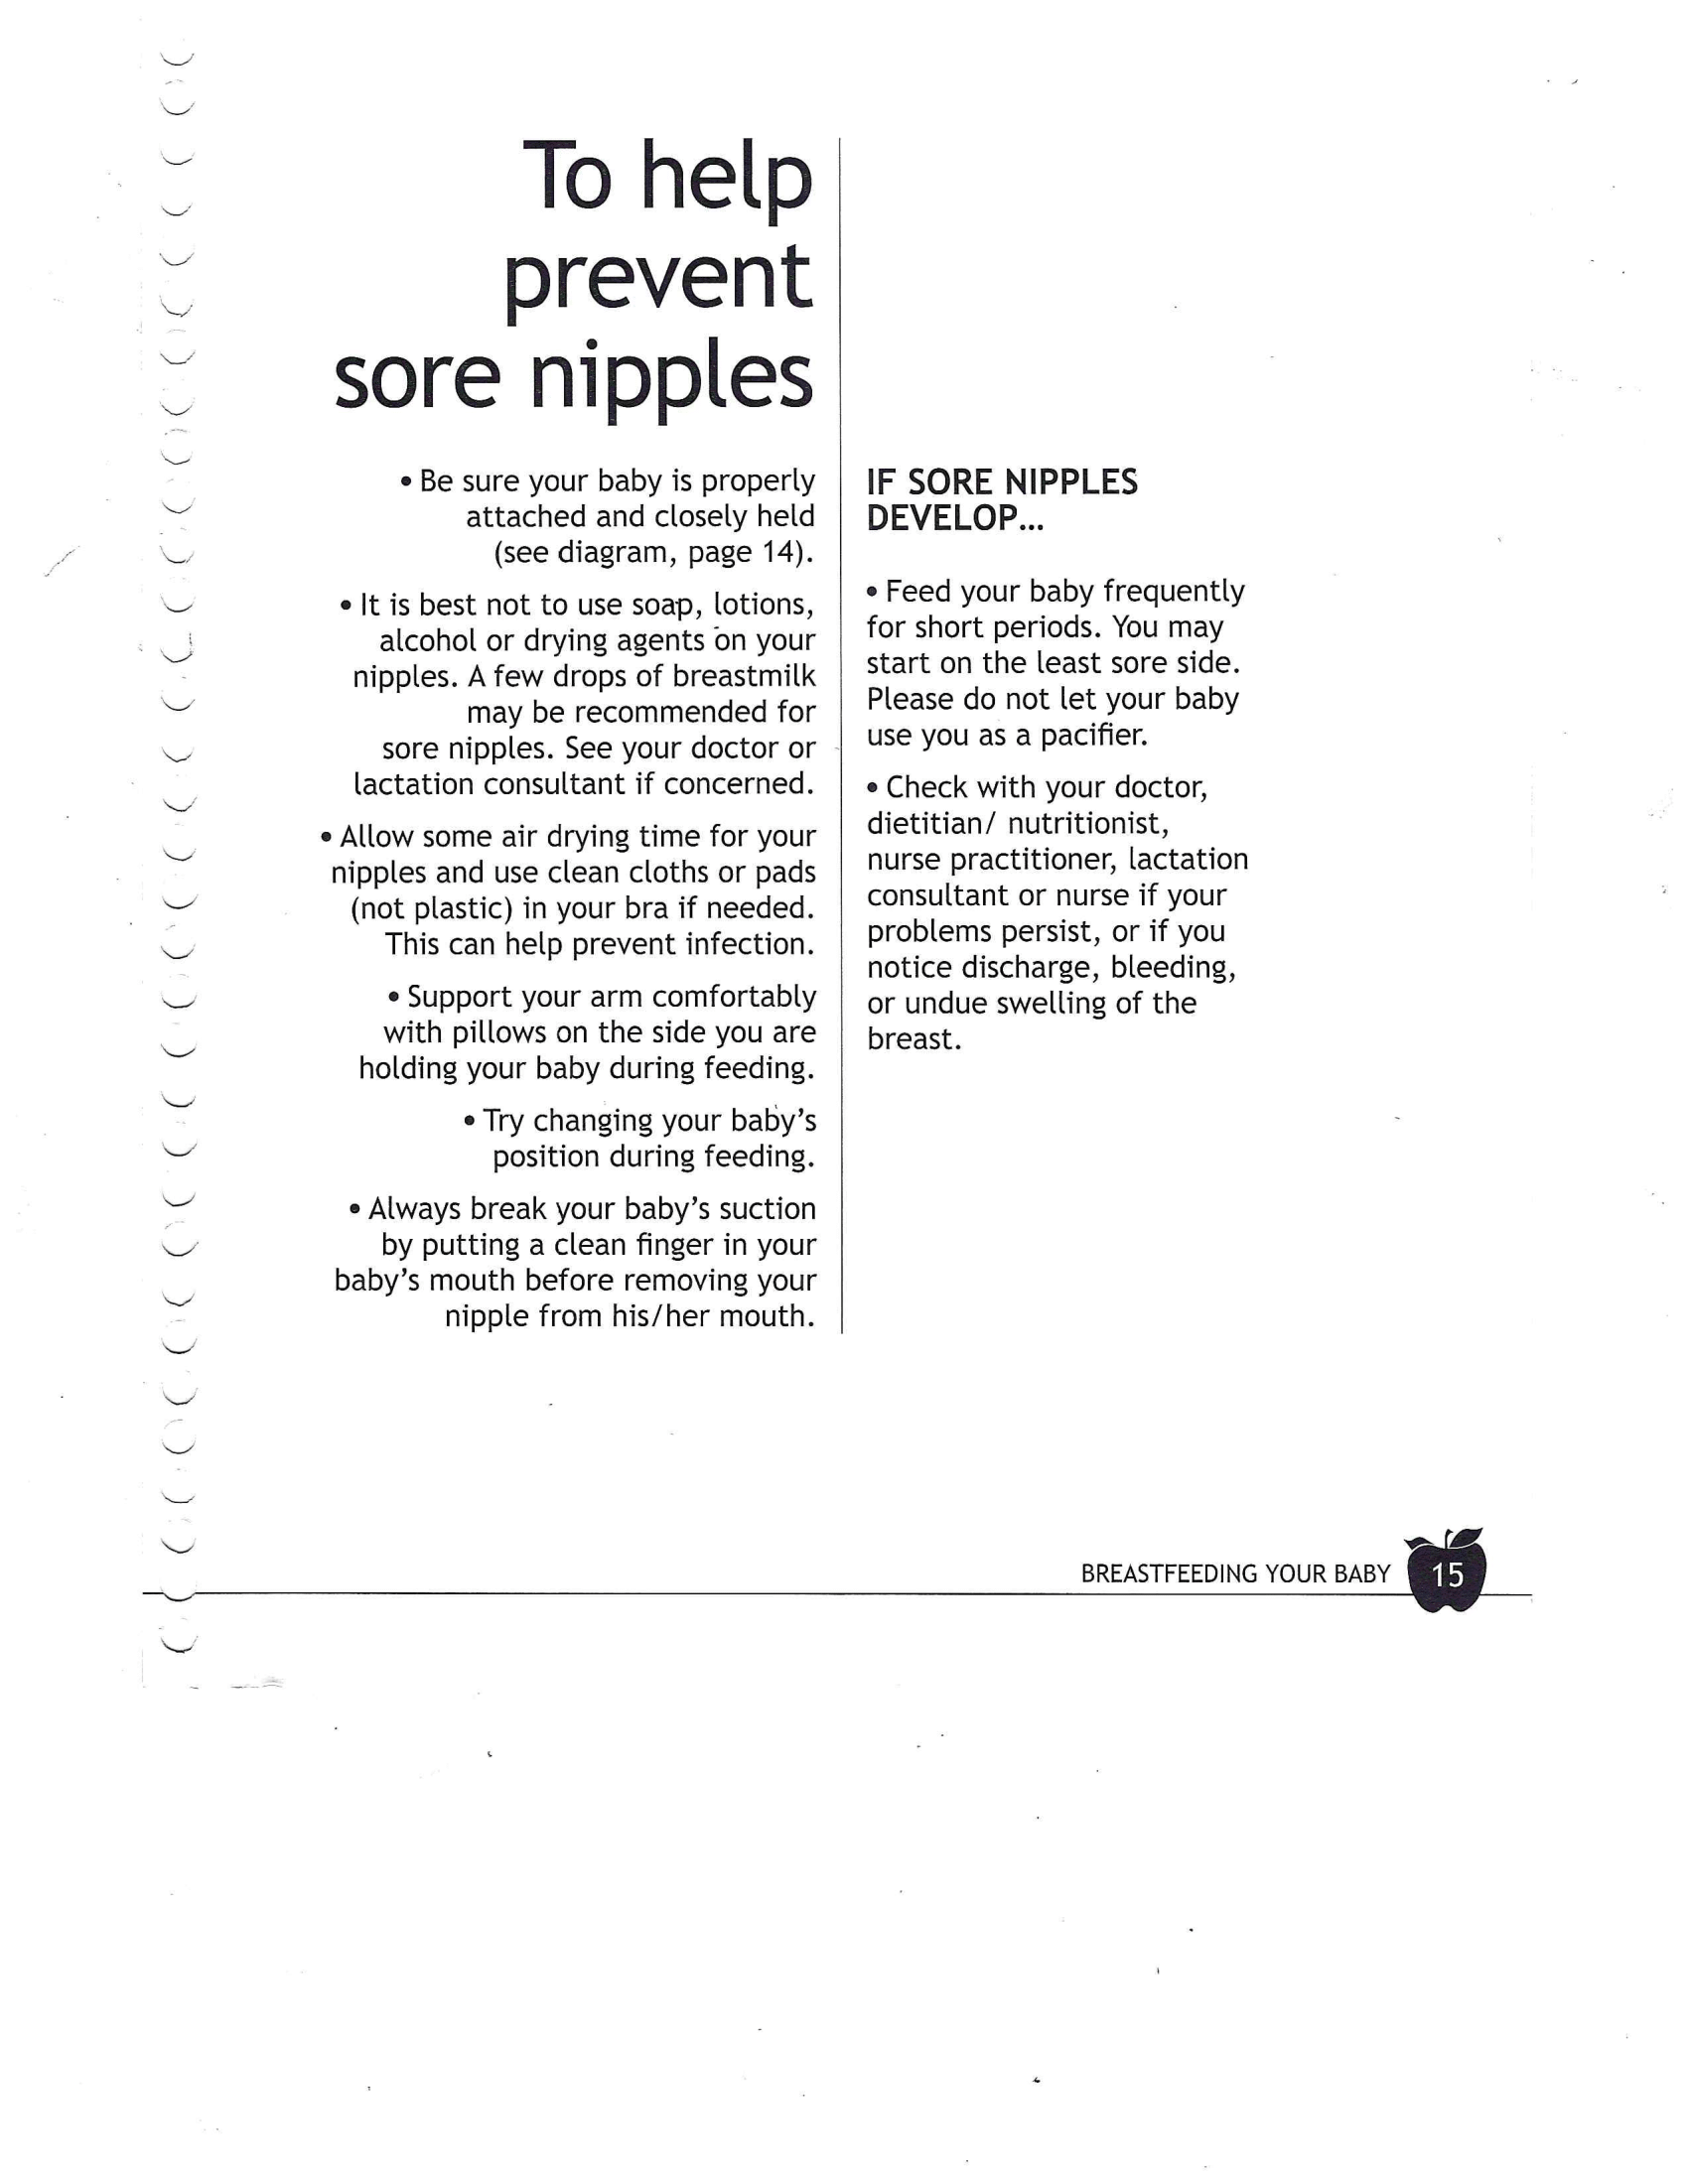 To help
prevent
sore nipples
• Be sure your baby is properly
attached and closely held
(see diagram, page 14).
• It is best not to use soap, lotions,
alcohol or drying agents on your
nipples. A few drops of breastmilk
may be recommended for
sore nipples. See your doctor or
lactation consultant if concerned.
• Allow some air drying time for your
nipples and use clean cloths or pads
(not plastic) in your bra if needed.
This can help prevent infection.
• Support your arm comfortably
with pillows on the side you are
holding your baby during feeding.
• Try changing your baby's
position during feeding.
• Always break your baby's suction
by putting a clean finger in your
baby's mouth before removing your
nipple from his/her mouth.
IF SORE NIPPLES
DEVELOP...
• Feed your baby frequently
for short periods. You may
start on the least sore side.
Please do not let your baby
use you as a pacifier.
• Check with your doctor,
dietitian/ nutritionist,
nurse practitioner, lactation
consultant or nurse if your
problems persist, or if you
notice discharge, bleeding,
or undue swelling of the
breast.
BREASTFEEDING YOUR BABY 15